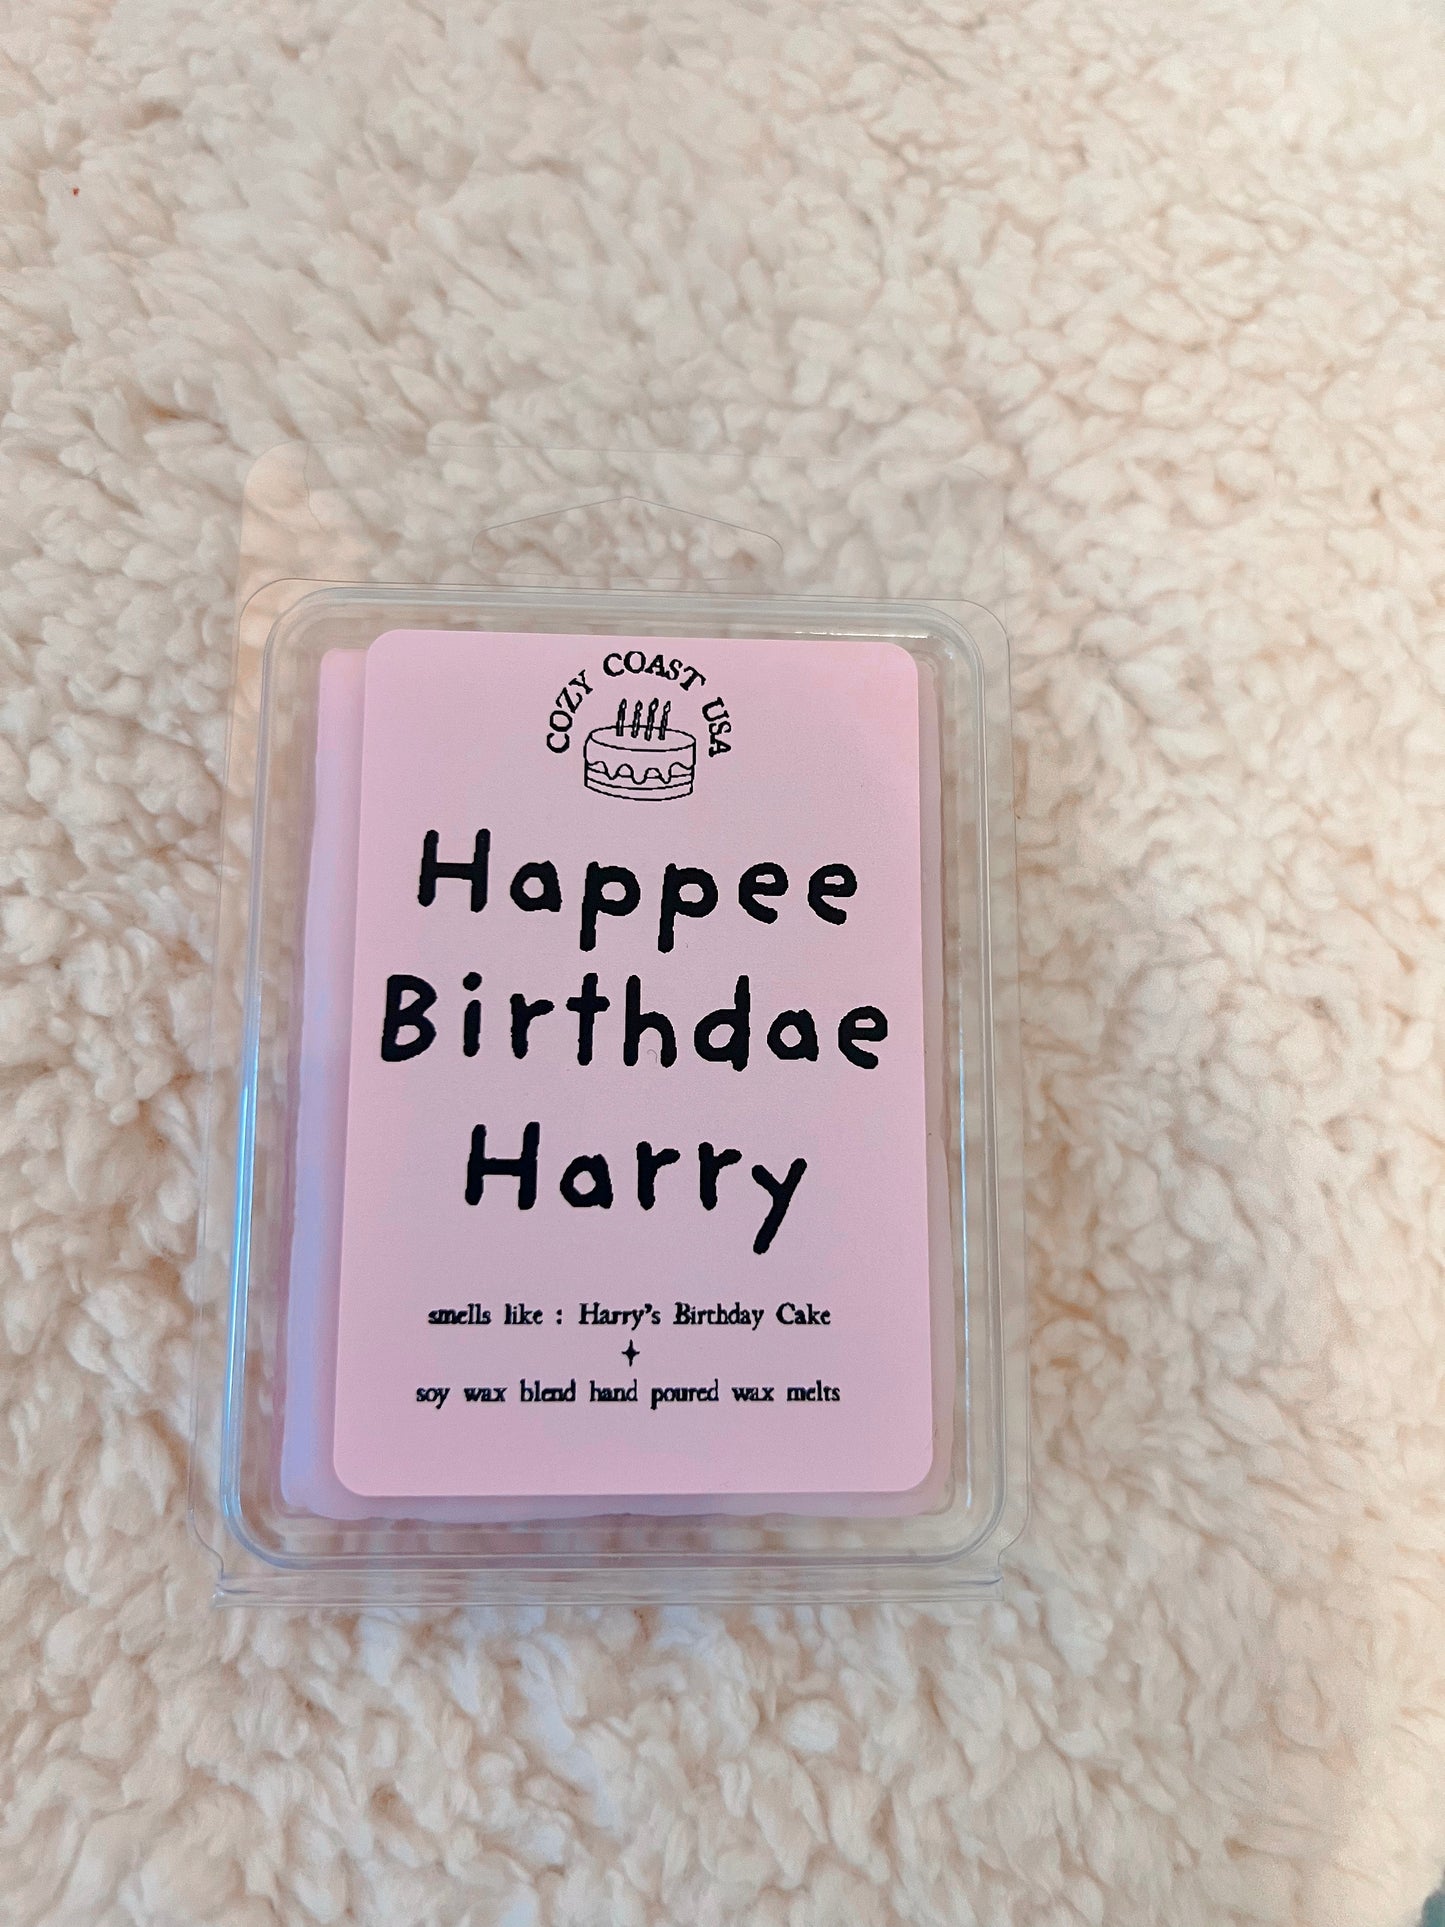 COZY COAST USA
Happee
Birthdae
Harry
smells like : Harry's Birthday Cake
soy wax blend hand poured wax melts